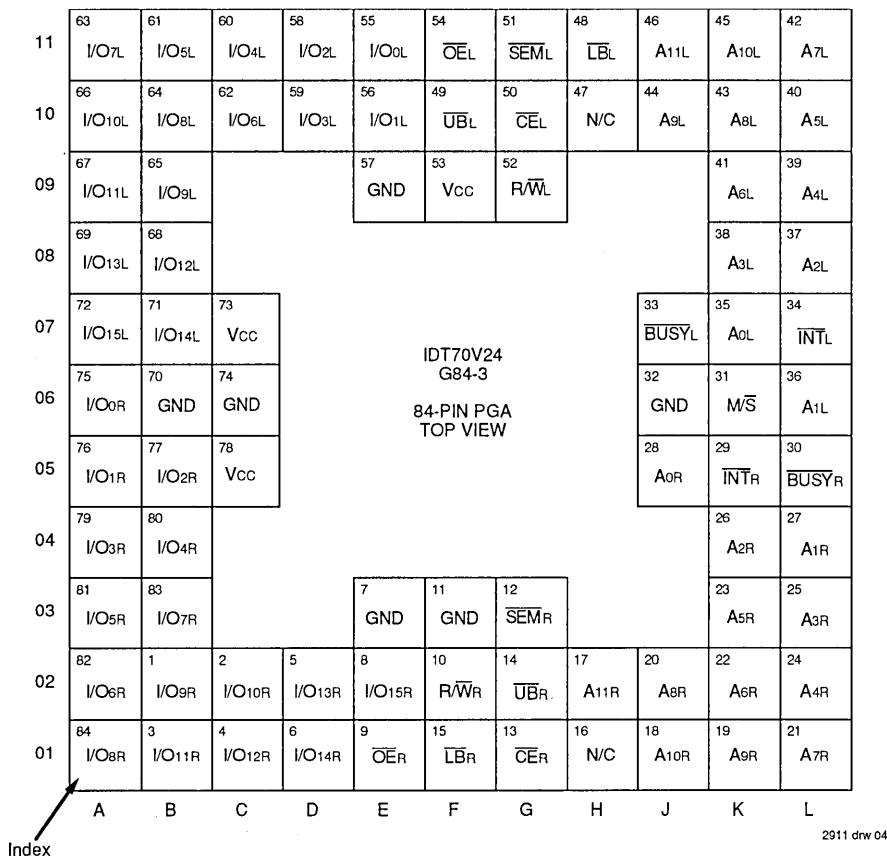 63 61 60 58 55 54 51 48 46 45 42
11 I/O7L I/O5L I/O4L I/O2L I/O0L OEL SEML LBL A11L A10L A7L
66 64 62 59 56 49 50 47 44 43 40
10 I/O10L I/O8L I/O6L I/O3L I/O1L UBL CEL N/C A9L A8L A5L
67 65 57 53 52 41 39
09 I/O11L I/O9L GND VCC R/WL A6L A4L
69 68 38 37
08 I/O13L I/O12L A3L A2L
72 71 73 33 35 34
07 I/O15L I/O14L VCC BUSYL A0L INTL
IDT70V24
G84-3
75 70 74 32 31 36
06 I/O0R GND GND GND M/S A1L
84-PIN PGA
TOP VIEW
76 77 78 28 29 30
05 I/O1R I/O2R VCC A0R INTR BUSYR
79 80 26 27
04 I/O3R I/O4R A2R A1R
81 83 7 11 12 23 25
03 I/O5R I/O7R GND GND SEMR A5R A3R
82 1 2 5 8 10 14 17 20 22 24
02 I/O6R I/O9R I/O10R I/O13R I/O15R R/WR UBR A11R A8R A6R A4R
84 3 4 6 9 15 13 16 18 19 21
01 I/O8R I/O11R I/O12R I/O14R OER LBR CER N/C A10R A9R A7R
A B C D E F G H J K L
2911 drw 04
Index